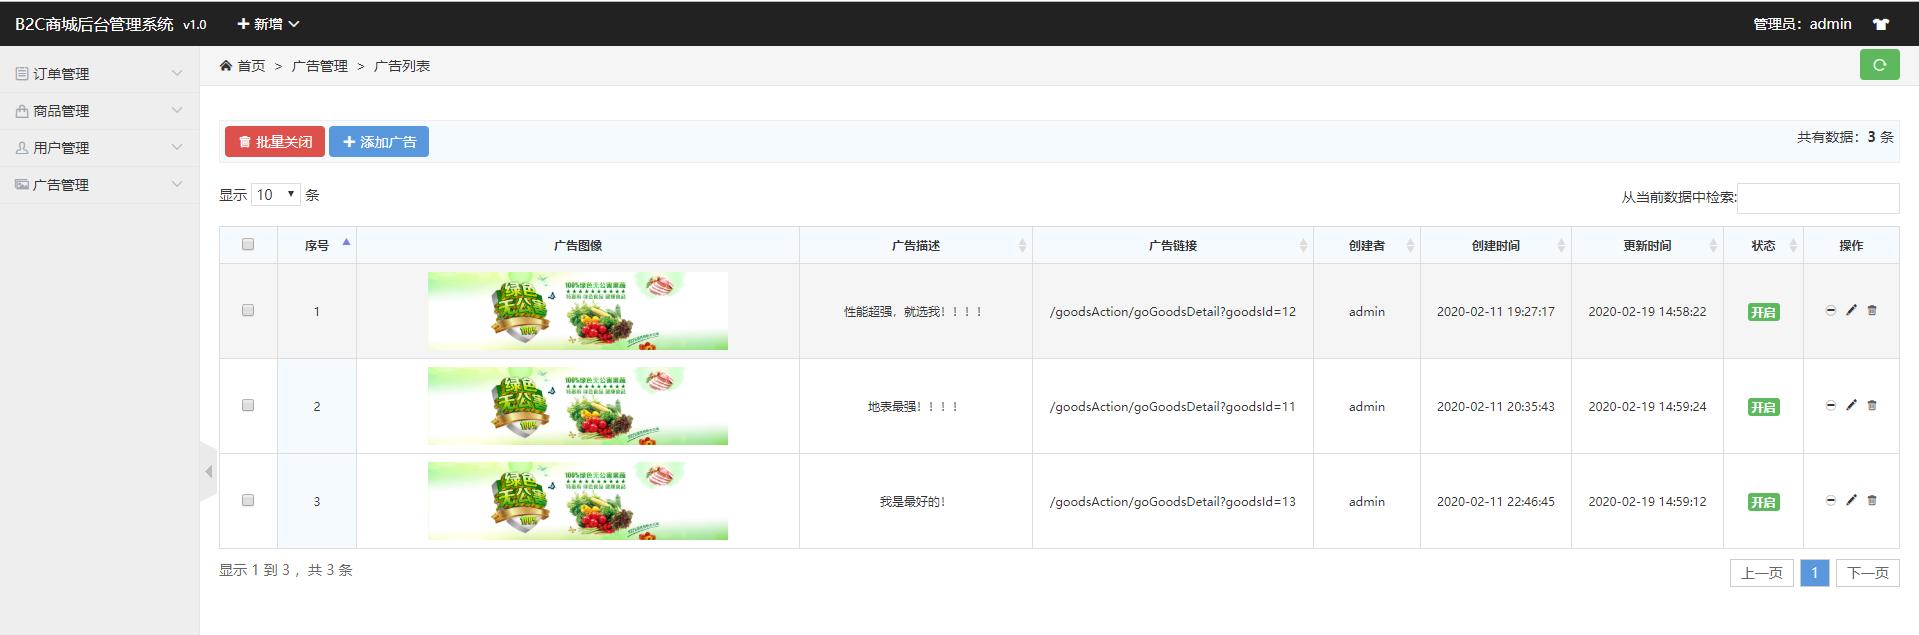 B2C商城后台管理系统 v1.0 新增 管理员：admin
首页 > 广告管理 > 广告列表
订单管理
商品管理
用户管理
广告管理
批量关闭 添加广告 共有数据：3 条
显示 10 条 从当前数据中检索:
序号 广告图像 广告描述 广告链接 创建者 创建时间 更新时间 状态 操作
1 绿色无公害 100% 100%绿色无公害果蔬 性能超强，就选我！！！！ /goodsAction/goGoodsDetail?goodsId=12 admin 2020-02-11 19:27:17 2020-02-19 14:58:22 开启
2 绿色无公害 100% 100%绿色无公害果蔬 地表最强！！！！ /goodsAction/goGoodsDetail?goodsId=11 admin 2020-02-11 20:35:43 2020-02-19 14:59:24 开启
3 绿色无公害 100% 100%绿色无公害果蔬 我是最好的！ /goodsAction/goGoodsDetail?goodsId=13 admin 2020-02-11 22:46:45 2020-02-19 14:59:12 开启
显示 1 到 3 ，共 3 条 上一页 1 下一页